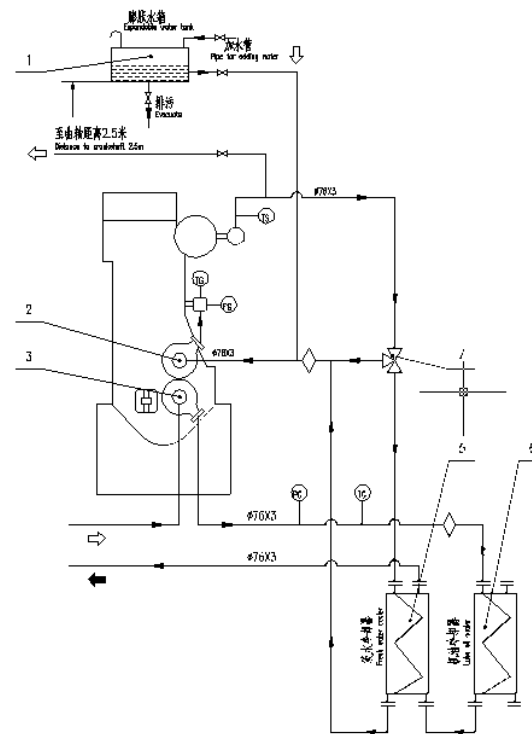 膨胀水箱
Expandable water tank
加水管
Pipe for adding water
1
排污
Evacuate
至曲轴距离2.5米
Distance to crankshaft 2.5m
φ76X3
TS
TG
PG
2
φ76X3
3
7
5
6
PG
TG
φ76X3
φ76X3
淡水冷却器
Fresh water cooler
机油冷却器
Lube oil cooler